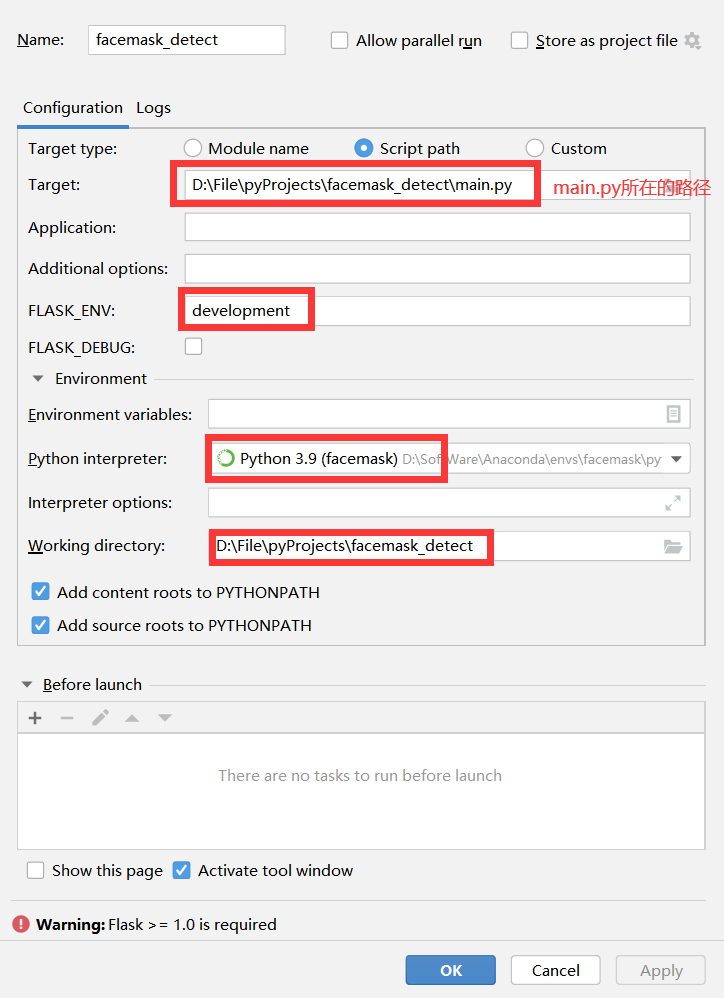 Name: facemask_detect Allow parallel run Store as project file
Configuration Logs
Target type: Module name Script path Custom
Target: D:\File\pyProjects\facemask_detect\main.py main.py所在的路径
Application:
Additional options:
FLASK_ENV: development
FLASK_DEBUG:
Environment
Environment variables:
Python interpreter: Python 3.9 (facemask) D:\SoftWare\Anaconda\envs\facemask\py
Interpreter options:
Working directory: D:\File\pyProjects\facemask_detect
Add content roots to PYTHONPATH
Add source roots to PYTHONPATH
Before launch
There are no tasks to run before launch
Show this page Activate tool window
Warning: Flask >= 1.0 is required
OK Cancel Apply